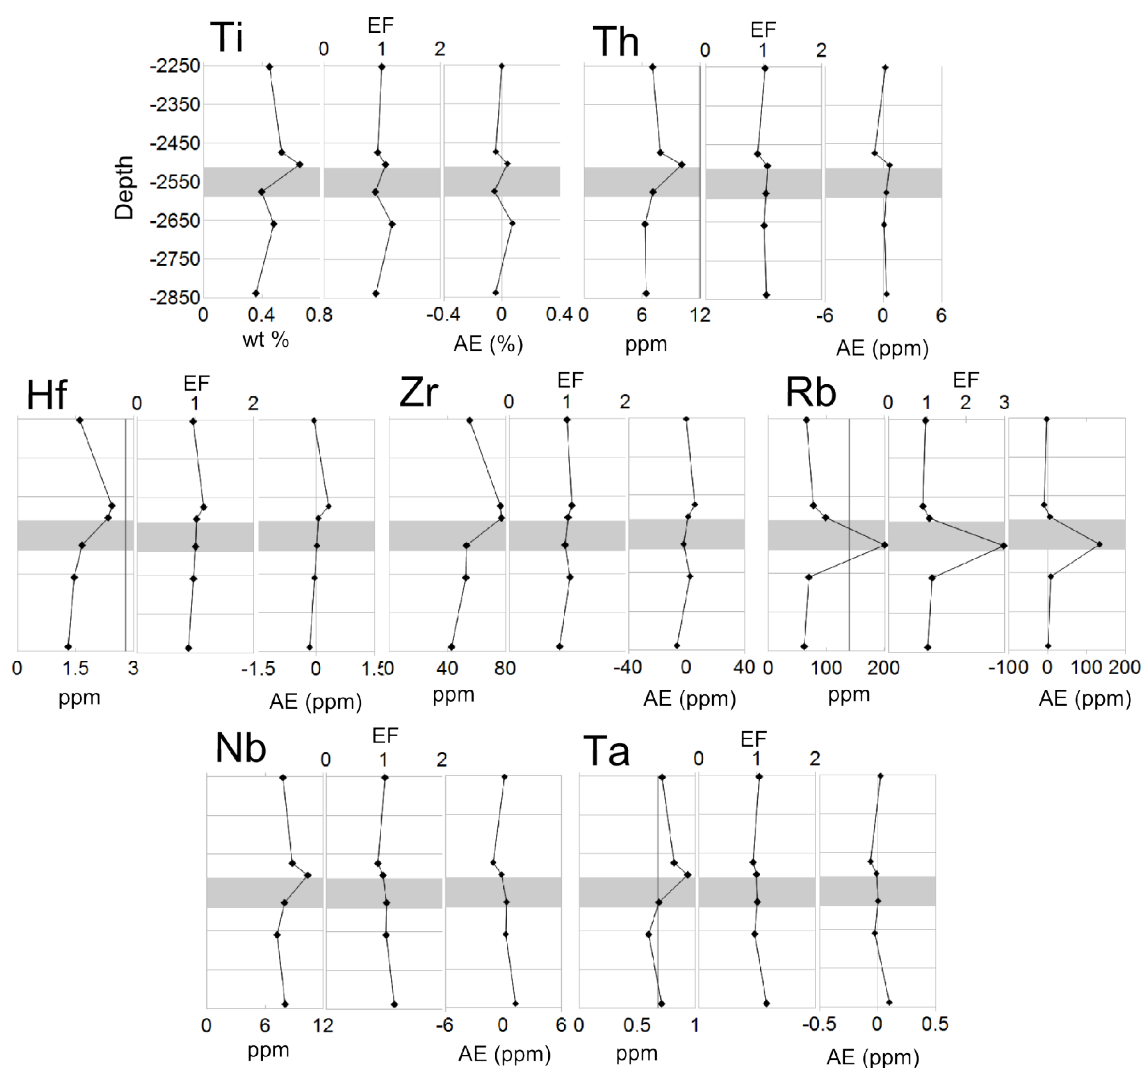 Ti EF Th EF
0 1 2 0 1 2
-2250
-2350
-2450
-2550
-2650
-2750
-2850
Depth
0 0.4 0.8 -0.4 0 0.4 0 6 12 -6 0 6
wt % AE (%) ppm AE (ppm)
Hf EF Zr EF Rb EF
0 1 2 0 1 2 0 1 2 3
0 1.5 3 -1.5 0 1.5 0 40 80 -40 0 40 0 100 200 -100 0 100 200
ppm AE (ppm) ppm AE (ppm) ppm AE (ppm)
Nb EF Ta EF
0 1 2 0 1 2
0 6 12 -6 0 6 0 0.5 1 -0.5 0 0.5
ppm AE (ppm) ppm AE (ppm)